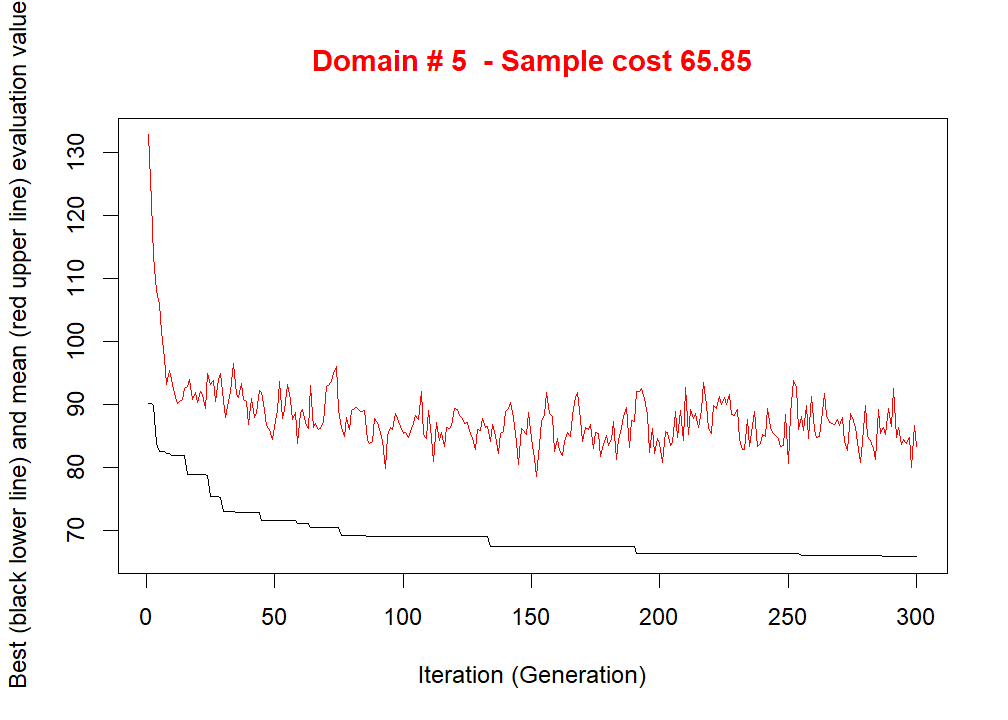 Domain # 5  - Sample cost 65.85
Best (black lower line) and mean (red upper line) evaluation value
130
120
110
100
90
80
70
0 50 100 150 200 250 300
Iteration (Generation)